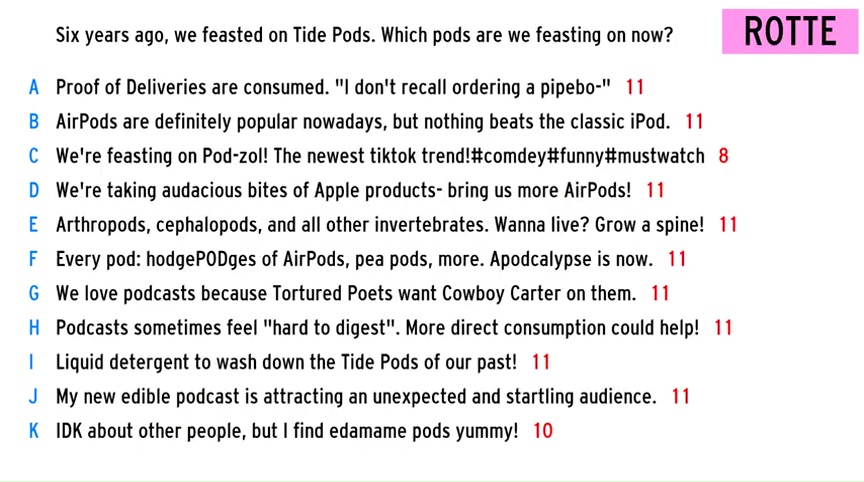 Six years ago, we feasted on Tide Pods. Which pods are we feasting on now?
ROTTE
A Proof of Deliveries are consumed. "I don't recall ordering a pipebo-" 11
B AirPods are definitely popular nowadays, but nothing beats the classic iPod. 11
C We're feasting on Pod-zol! The newest tiktok trend!#comdey#funny#mustwatch 8
D We're taking audacious bites of Apple products- bring us more AirPods! 11
E Arthropods, cephalopods, and all other invertebrates. Wanna live? Grow a spine! 11
F Every pod: hodgePODges of AirPods, pea pods, more. Apodcalypse is now. 11
G We love podcasts because Tortured Poets want Cowboy Carter on them. 11
H Podcasts sometimes feel "hard to digest". More direct consumption could help! 11
I Liquid detergent to wash down the Tide Pods of our past! 11
J My new edible podcast is attracting an unexpected and startling audience. 11
K IDK about other people, but I find edamame pods yummy! 10